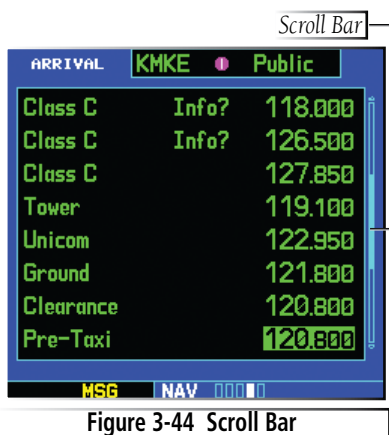 Scroll Bar
ARRIVAL KMKE Public
Class C Info? 118.000
Class C Info? 126.500
Class C 127.850
Tower 119.100
Unicom 122.950
Ground 121.800
Clearance 120.800
Pre-Taxi 120.800
MSG NAV
Figure 3-44 Scroll Bar